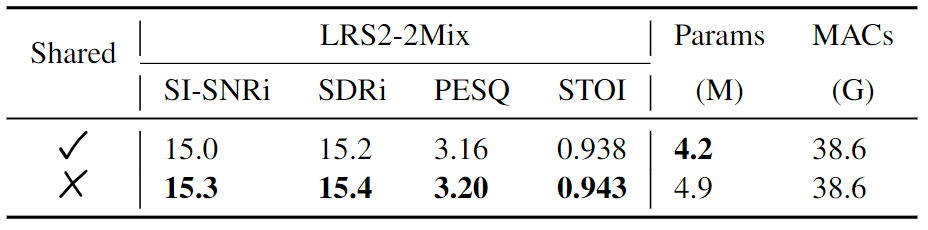 Shared LRS2-2Mix Params MACs
SI-SNRi SDRi PESQ STOI (M) (G)
✓ 15.0 15.2 3.16 0.938 4.2 38.6
✗ 15.3 15.4 3.20 0.943 4.9 38.6